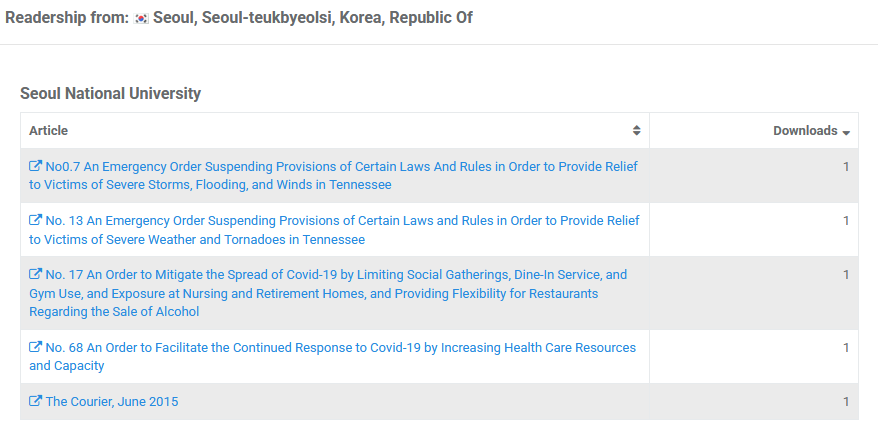 Readership from: Seoul, Seoul-teukbyeolsi, Korea, Republic Of
Seoul National University
Article Downloads
No0.7 An Emergency Order Suspending Provisions of Certain Laws And Rules in Order to Provide Relief 1
to Victims of Severe Storms, Flooding, and Winds in Tennessee
No. 13 An Emergency Order Suspending Provisions of Certain Laws and Rules in Order to Provide Relief 1
to Victims of Severe Weather and Tornadoes in Tennessee
No. 17 An Order to Mitigate the Spread of Covid-19 by Limiting Social Gatherings, Dine-In Service, and 1
Gym Use, and Exposure at Nursing and Retirement Homes, and Providing Flexibility for Restaurants
Regarding the Sale of Alcohol
No. 68 An Order to Facilitate the Continued Response to Covid-19 by Increasing Health Care Resources 1
and Capacity
The Courier, June 2015 1